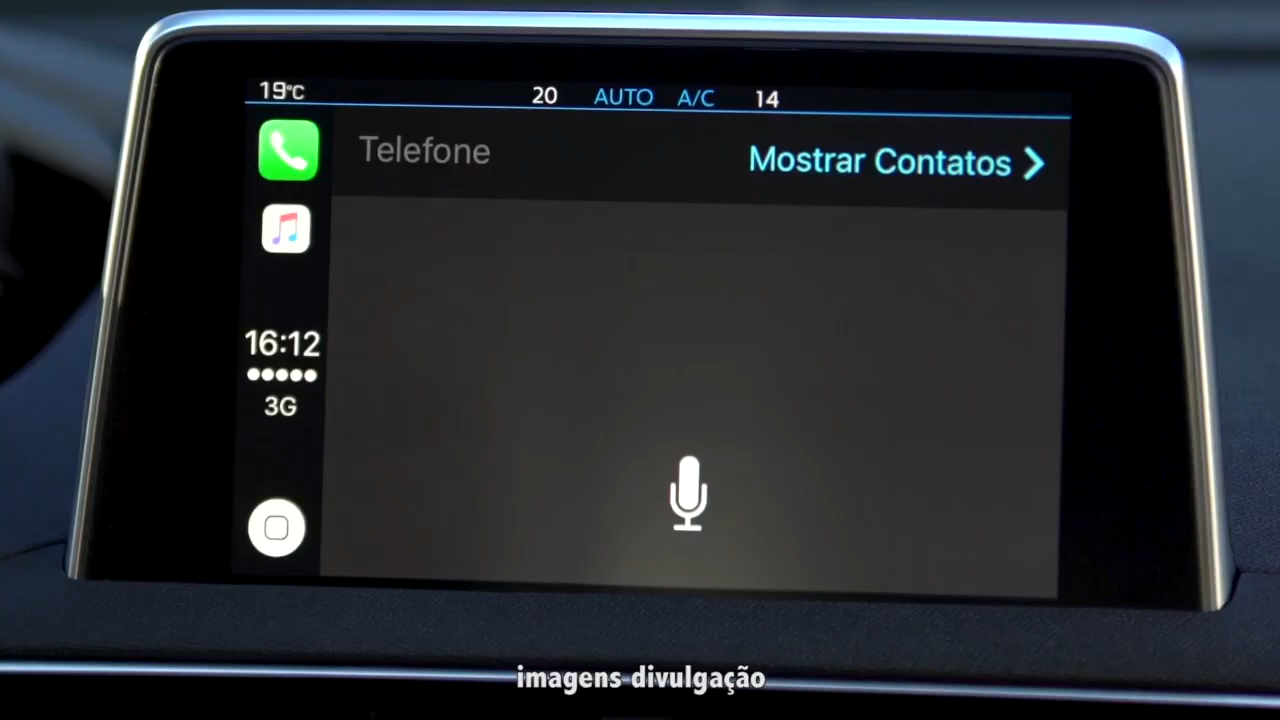 19°C 20 AUTO A/C 14
Telefone
Mostrar Contatos
16:12
3G
imagens divulgação